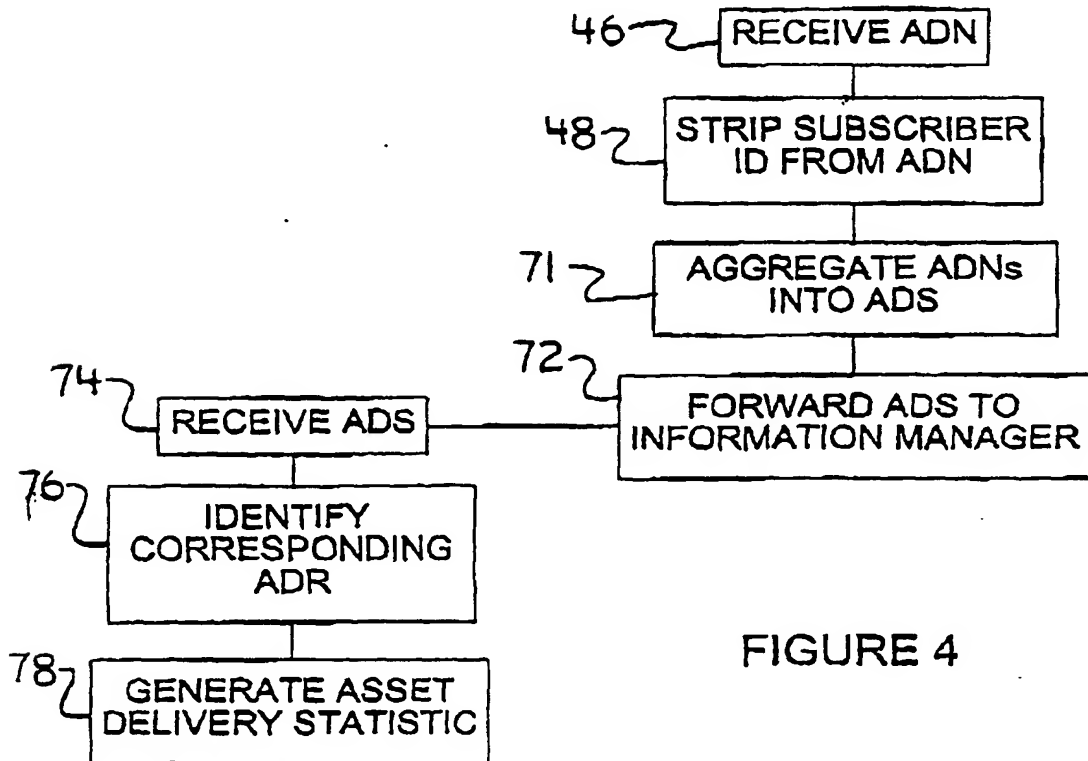 46
RECEIVE ADN
48
STRIP SUBSCRIBER
ID FROM ADN
71
AGGREGATE ADNs
INTO ADS
72
FORWARD ADS TO
INFORMATION MANAGER
74
RECEIVE ADS
76
IDENTIFY
CORRESPONDING
ADR
78
GENERATE ASSET
DELIVERY STATISTIC
FIGURE 4